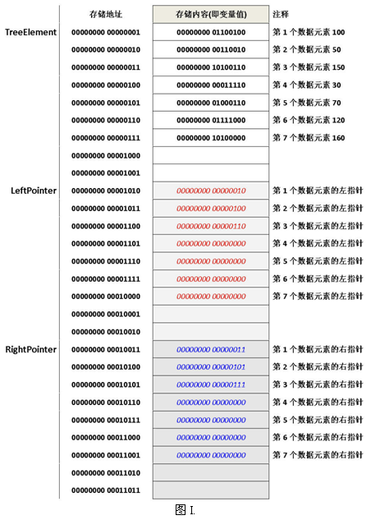 存储地址 存储内容(即变量值) 注释
TreeElement 00000000 00000001 00000000 01100100 第 1 个数据元素 100
00000000 00000010 00000000 00110010 第 2 个数据元素 50
00000000 00000011 00000000 10100110 第 3 个数据元素 150
00000000 00000100 00000000 00011110 第 4 个数据元素 30
00000000 00000101 00000000 01000110 第 5 个数据元素 70
00000000 00000110 00000000 01111000 第 6 个数据元素 120
00000000 00000111 00000000 10100000 第 7 个数据元素 160
00000000 00001000
00000000 00001001
LeftPointer 00000000 00001010 00000000 00000010 第 1 个数据元素的左指针
00000000 00001011 00000000 00000100 第 2 个数据元素的左指针
00000000 00001100 00000000 00000110 第 3 个数据元素的左指针
00000000 00001101 00000000 00000000 第 4 个数据元素的左指针
00000000 00001110 00000000 00000000 第 5 个数据元素的左指针
00000000 00001111 00000000 00000000 第 6 个数据元素的左指针
00000000 00010000 00000000 00000000 第 7 个数据元素的左指针
00000000 00010001
00000000 00010010
RightPointer 00000000 00010011 00000000 00000011 第 1 个数据元素的右指针
00000000 00010100 00000000 00000101 第 2 个数据元素的右指针
00000000 00010101 00000000 00000111 第 3 个数据元素的右指针
00000000 00010110 00000000 00000000 第 4 个数据元素的右指针
00000000 00010111 00000000 00000000 第 5 个数据元素的右指针
00000000 00011000 00000000 00000000 第 6 个数据元素的右指针
00000000 00011001 00000000 00000000 第 7 个数据元素的右指针
00000000 00011010
00000000 00011011
图 I.